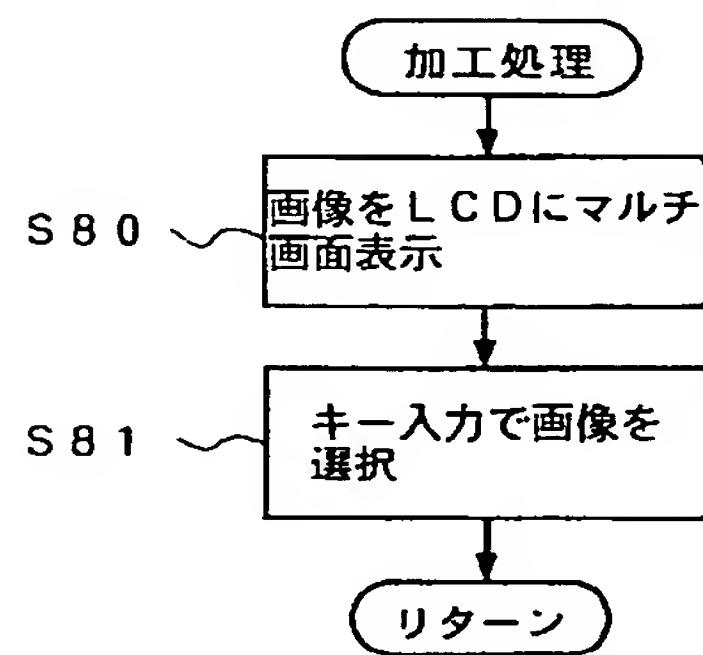 加工処理
S80
画像をLCDにマルチ
画面表示
S81
キー入力で画像を
選択
リターン